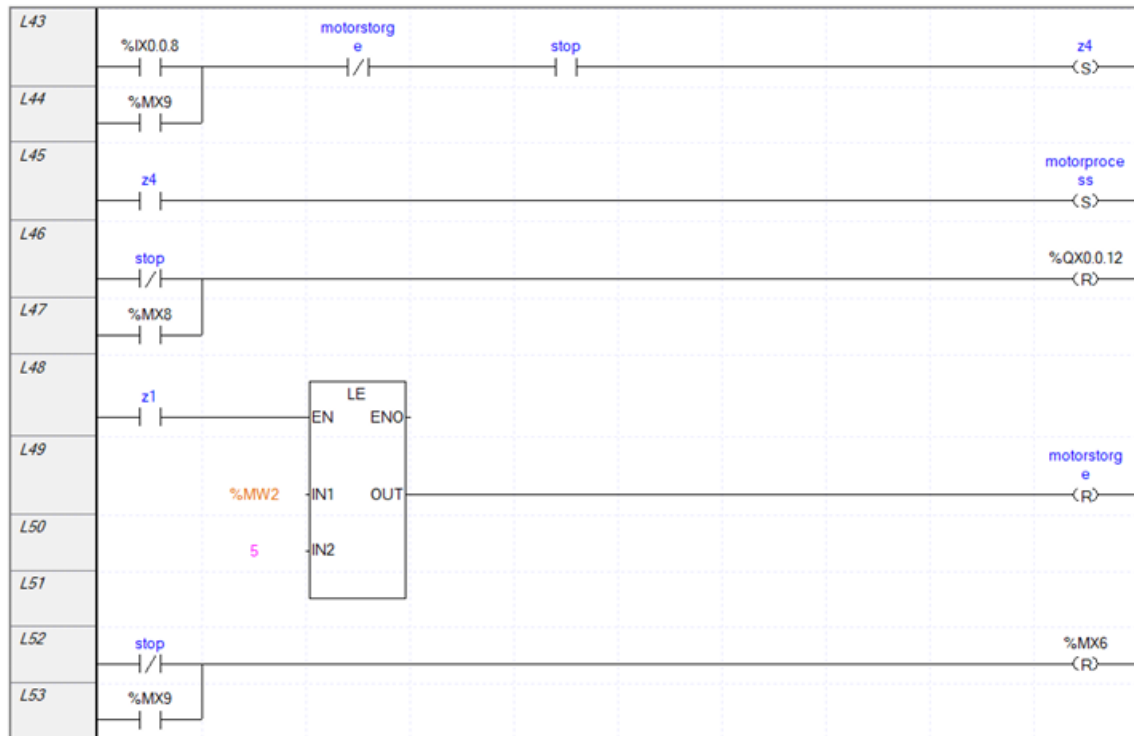 L43
%IX0.0.8
motorstorg
e
stop
z4
S
L44
%MX9
L45
z4
motorproce
ss
S
L46
stop
%QX0.0.12
R
L47
%MX8
L48
z1
LE
EN ENO
L49
%MW2
IN1 OUT
motorstorg
e
R
L50
5
IN2
L51
L52
stop
%MX6
R
L53
%MX9